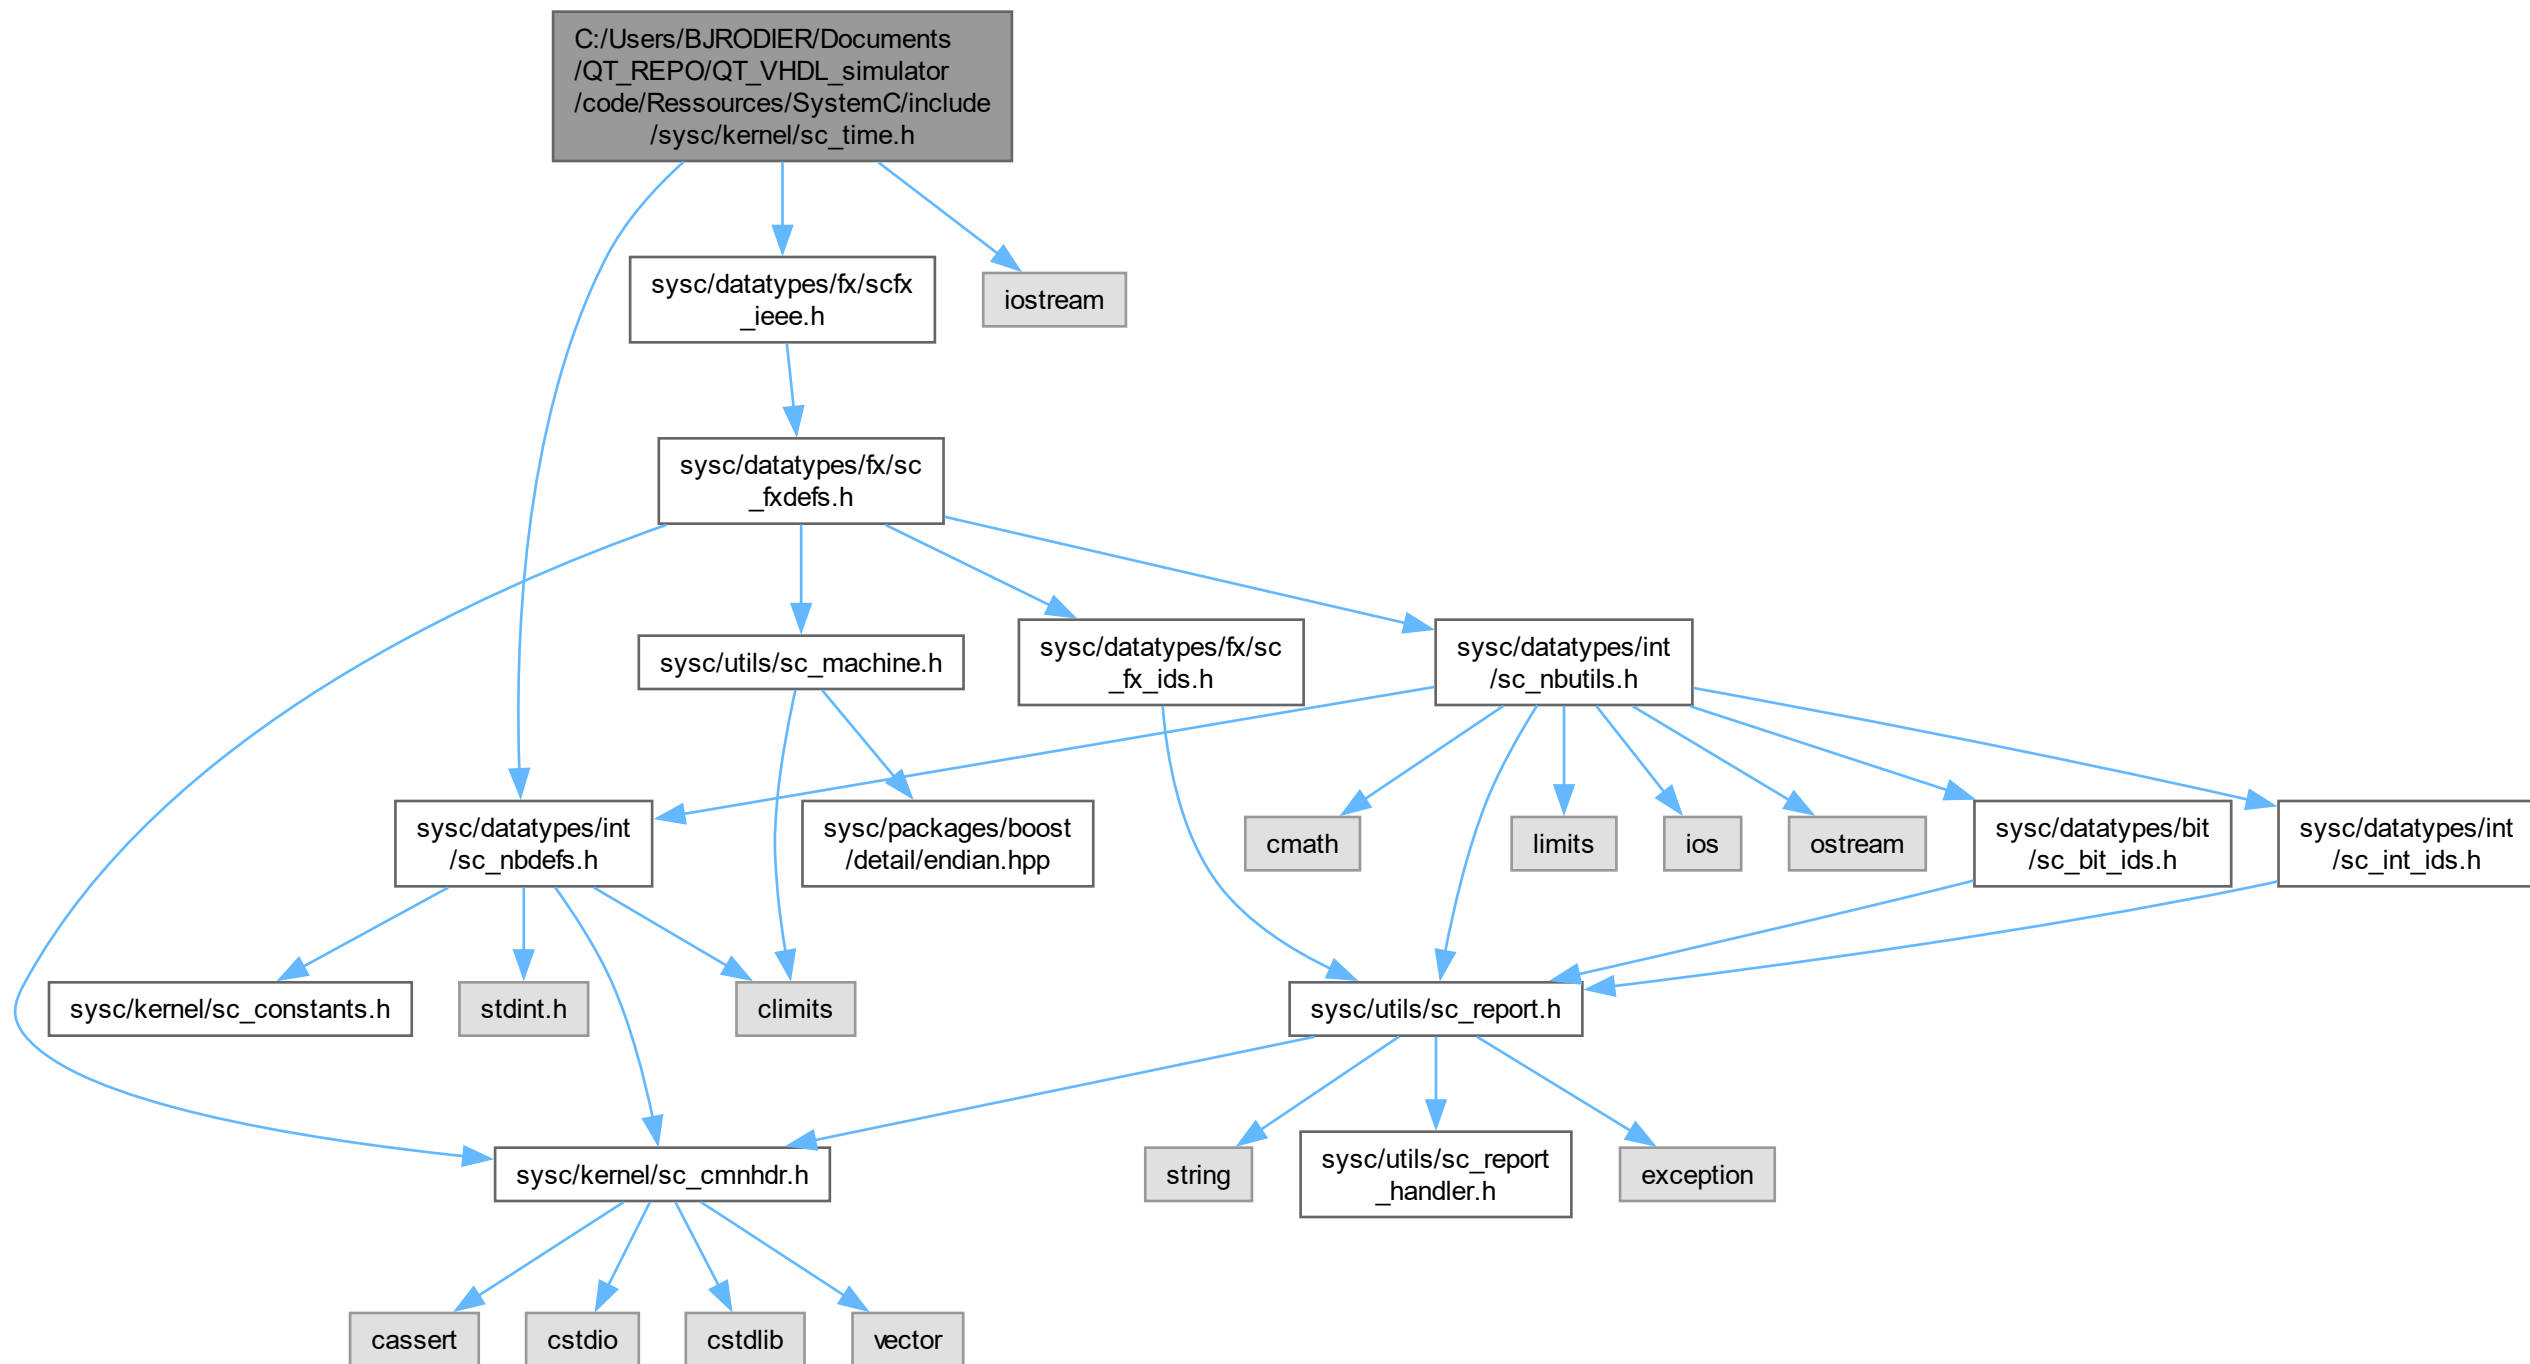 C:/Users/BJRODIER/Documents
/QT_REPO/QT_VHDL_simulator
/code/Ressources/SystemC/include
/sysc/kernel/sc_time.h
sysc/datatypes/fx/scfx
_ieee.h
iostream
sysc/datatypes/fx/sc
_fxdefs.h
sysc/utils/sc_machine.h
sysc/datatypes/fx/sc
_fx_ids.h
sysc/datatypes/int
/sc_nbutils.h
sysc/datatypes/int
/sc_nbdefs.h
sysc/packages/boost
/detail/endian.hpp
cmath
limits
ios
ostream
sysc/datatypes/bit
/sc_bit_ids.h
sysc/datatypes/int
/sc_int_ids.h
sysc/kernel/sc_constants.h
stdint.h
climits
sysc/utils/sc_report.h
sysc/kernel/sc_cmnhdr.h
string
sysc/utils/sc_report
_handler.h
exception
cassert
cstdio
cstdlib
vector